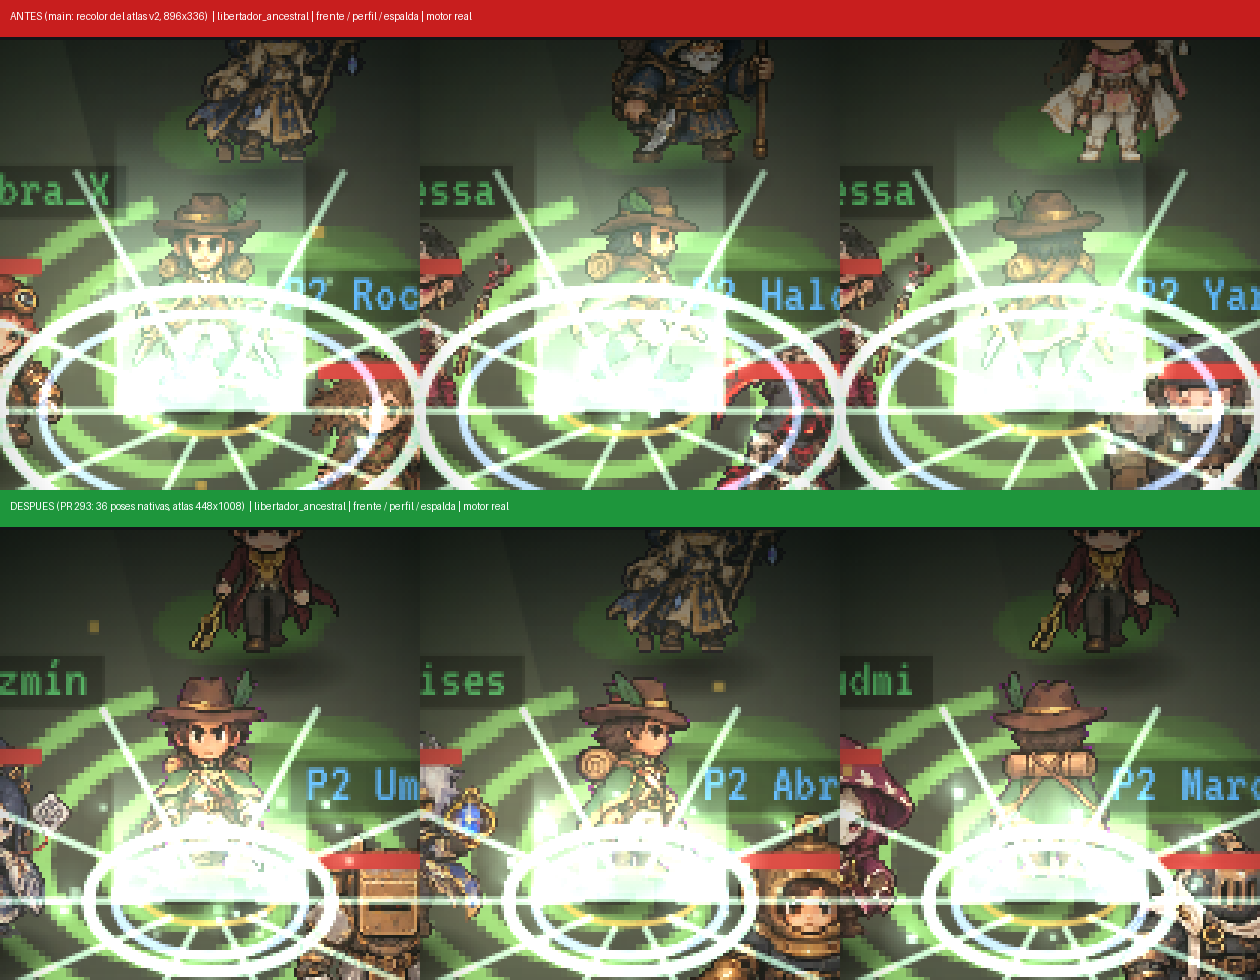 ANTES (main: recolor del atlas v2, 896x336) | libertador_ancestral | frente / perfil / espalda | motor real
bra_X
essa
essa
P2 Roc
P2 Halo
P2 Yar
DESPUES (PR 293: 36 poses nativas, atlas 448x1008) | libertador_ancestral | frente / perfil / espalda | motor real
zmín
ises
udmi
P2 Um
P2 Abr
P2 Marc